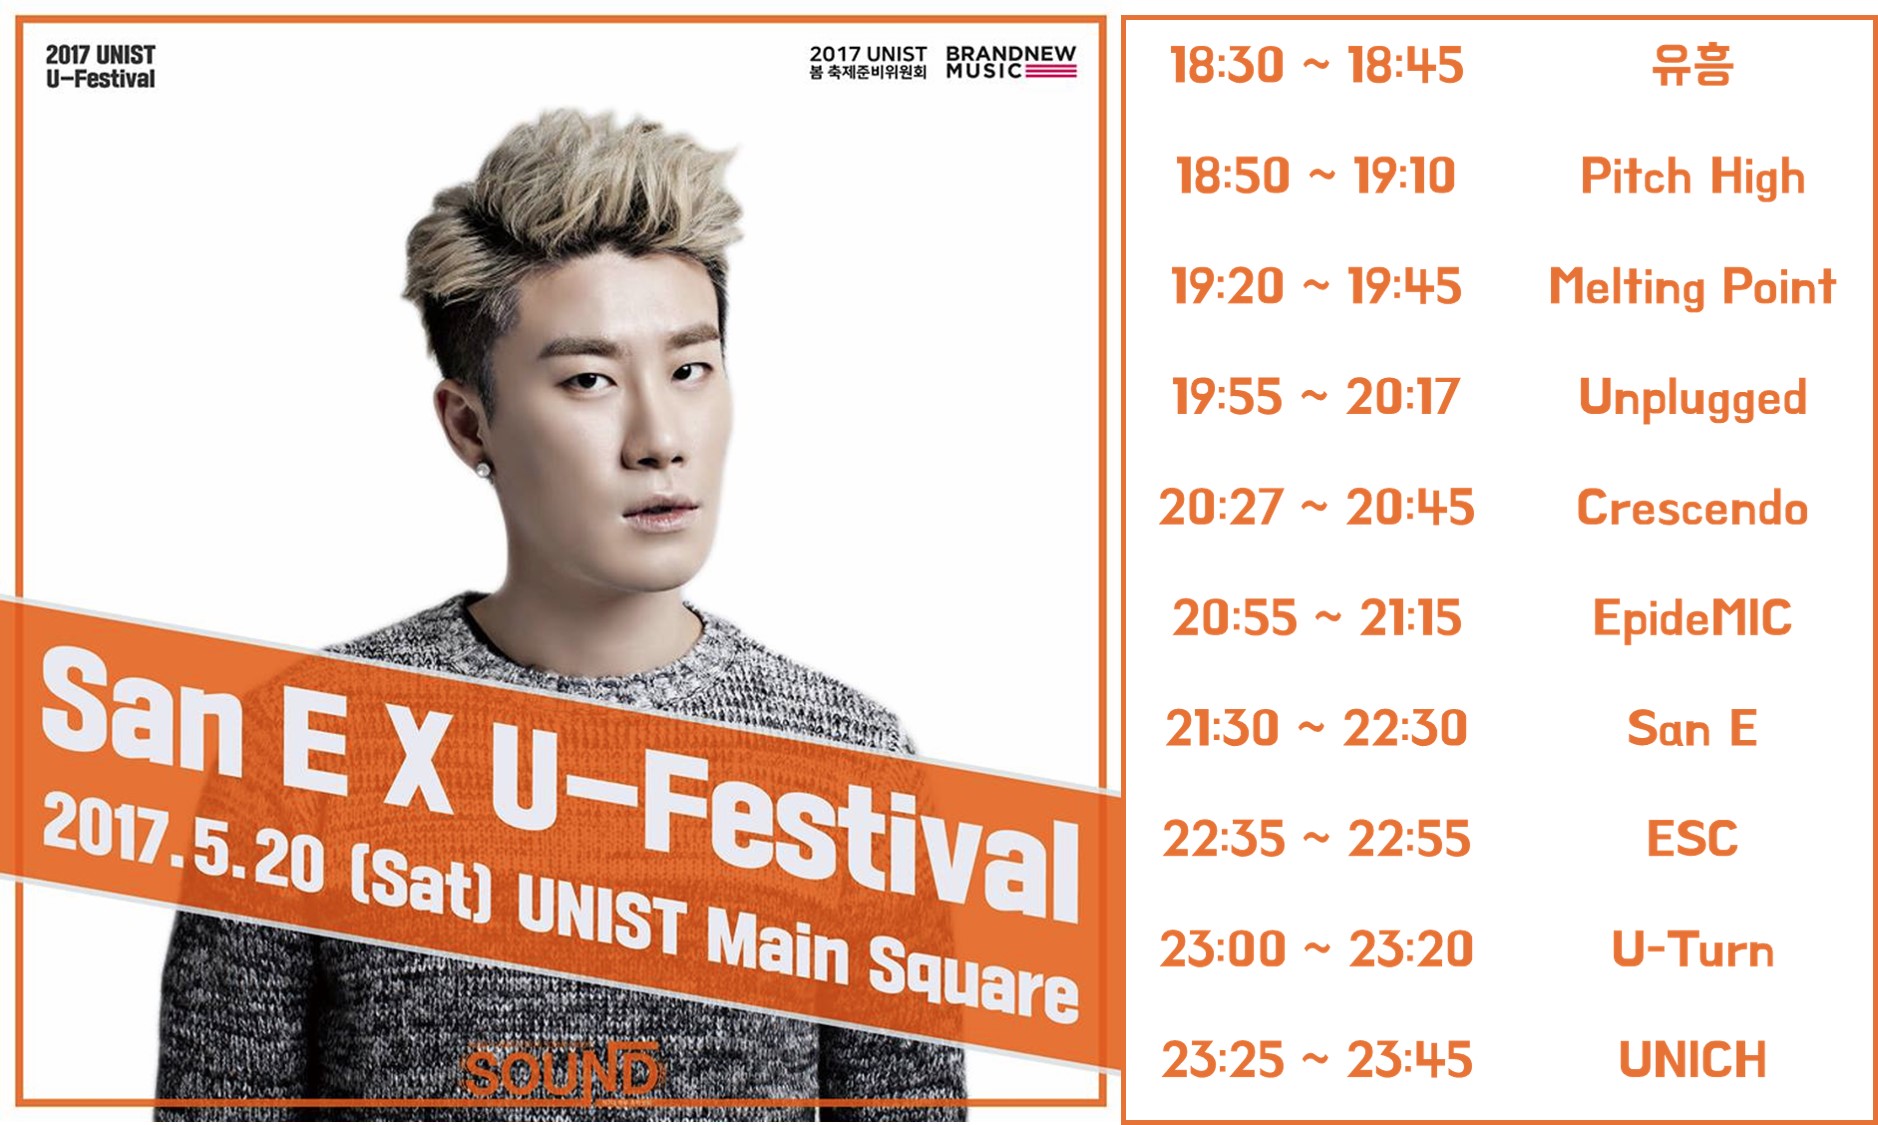 2017 UNIST
U-Festival
2017 UNIST
봄 축제준비위원회
BRANDNEW
MUSIC
San E X U-Festival
2017.5.20 (Sat) UNIST Main Square
SOUND
18:30 ~ 18:45 유흥
18:50 ~ 19:10 Pitch High
19:20 ~ 19:45 Melting Point
19:55 ~ 20:17 Unplugged
20:27 ~ 20:45 Crescendo
20:55 ~ 21:15 EpideMIC
21:30 ~ 22:30 San E
22:35 ~ 22:55 ESC
23:00 ~ 23:20 U-Turn
23:25 ~ 23:45 UNICH